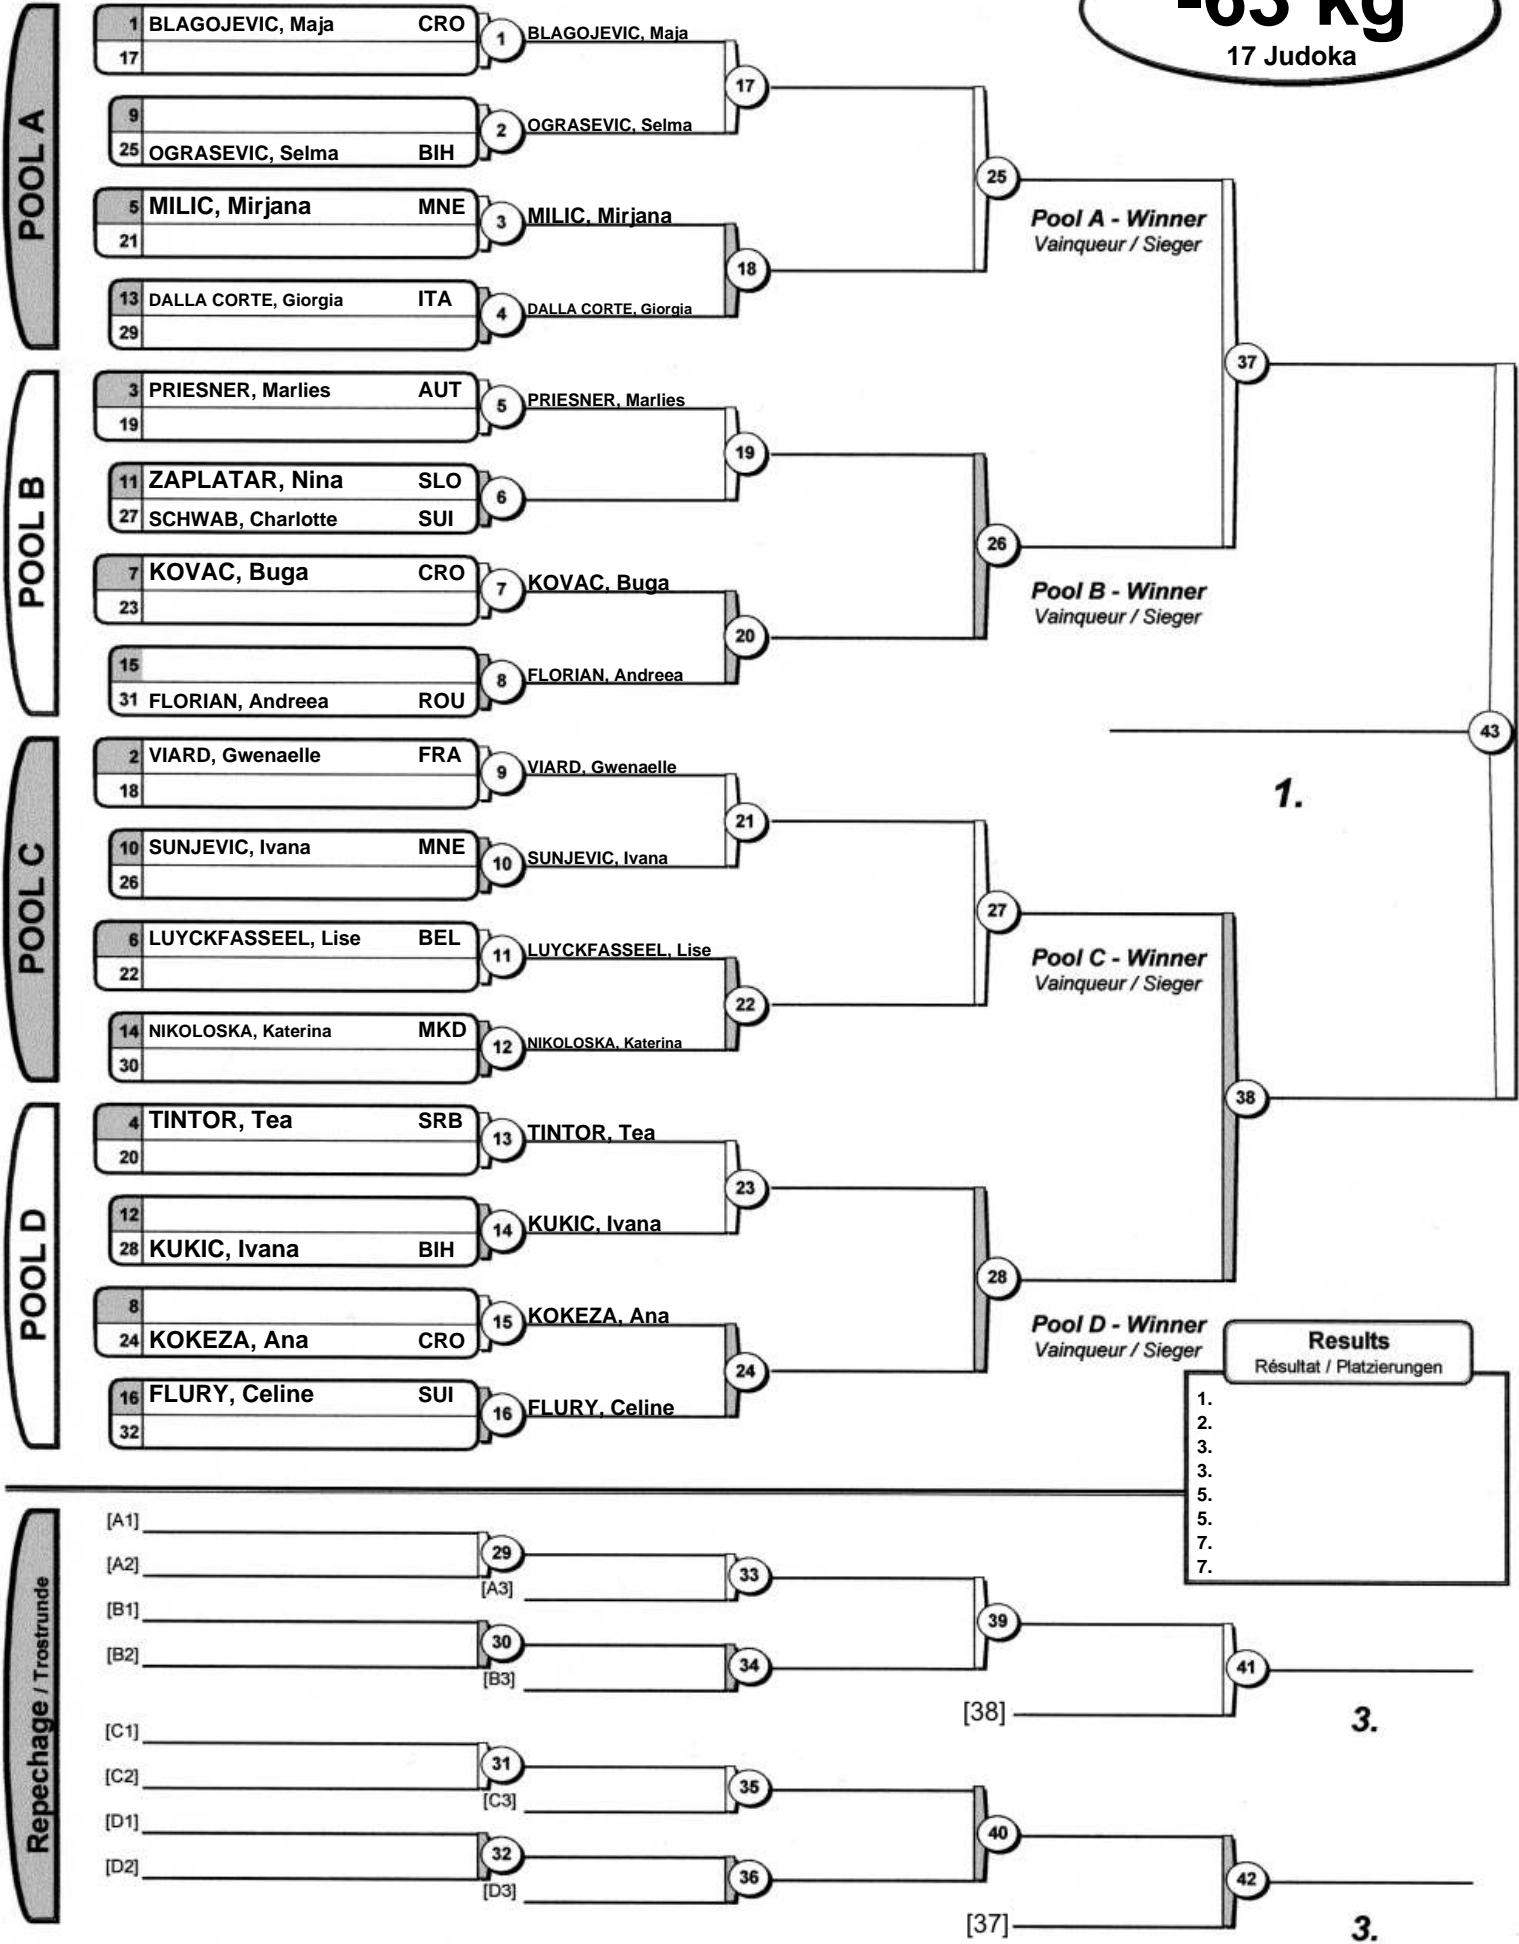 -63 kg
17 Judoka
POOL A
1 BLAGOJEVIC, Maja CRO
17
1 BLAGOJEVIC, Maja
17
9
25 OGRASEVIC, Selma BIH
2 OGRASEVIC, Selma
25
Pool A - Winner
Vainqueur / Sieger
5 MILIC, Mirjana MNE
21
3 MILIC, Mirjana
18
13 DALLA CORTE, Giorgia ITA
29
4 DALLA CORTE, Giorgia
37
POOL B
3 PRIESNER, Marlies AUT
19
5 PRIESNER, Marlies
19
11 ZAPLATAR, Nina SLO
27 SCHWAB, Charlotte SUI
6
26
Pool B - Winner
Vainqueur / Sieger
7 KOVAC, Buga CRO
23
7 KOVAC, Buga
20
15
31 FLORIAN, Andreea ROU
8 FLORIAN, Andreea
43
1.
POOL C
2 VIARD, Gwenaelle FRA
18
9 VIARD, Gwenaelle
21
10 SUNJEVIC, Ivana MNE
26
10 SUNJEVIC, Ivana
27
Pool C - Winner
Vainqueur / Sieger
6 LUYCKFASSEEL, Lise BEL
22
11 LUYCKFASSEEL, Lise
22
14 NIKOLOSKA, Katerina MKD
30
12 NIKOLOSKA, Katerina
38
POOL D
4 TINTOR, Tea SRB
20
13 TINTOR, Tea
23
12
28 KUKIC, Ivana BIH
14 KUKIC, Ivana
28
Pool D - Winner
Vainqueur / Sieger
8
24 KOKEZA, Ana CRO
15 KOKEZA, Ana
24
16 FLURY, Celine SUI
32
16 FLURY, Celine
Results
Résultat / Platzierungen
1.
2.
3.
3.
5.
5.
7.
7.
Repechage / Trostrunde
[A1]
[A2]
29
[A3]
33
[B1]
[B2]
30
[B3]
34
39
[38]
41
3.
[C1]
[C2]
31
[C3]
35
[D1]
[D2]
32
[D3]
36
40
[37]
42
3.